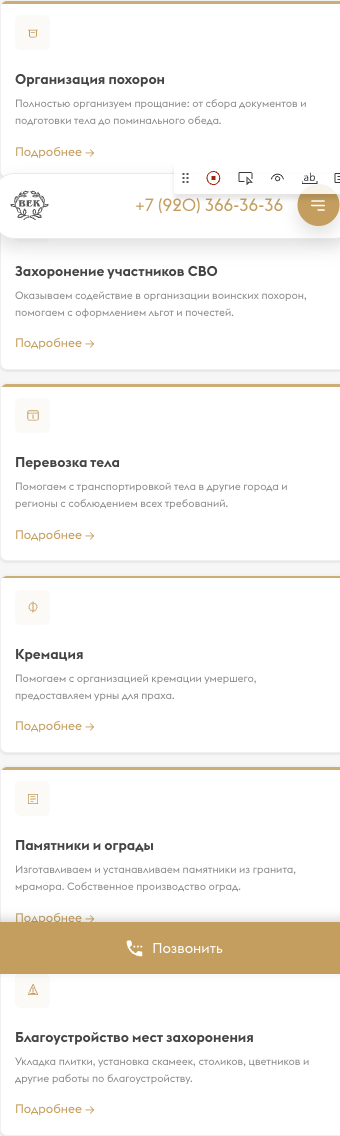 Организация похорон
Полностью организуем прощание: от сбора документов и
подготовки тела до поминального обеда.
Подробнее →
ab
ВЕК
+7 (920) 366-36-36
Захоронение участников СВО
Оказываем содействие в организации воинских похорон,
помогаем с оформлением льгот и почестей.
Подробнее →
Перевозка тела
Помогаем с транспортировкой тела в другие города и
регионы с соблюдением всех требований.
Подробнее →
Кремация
Помогаем с организацией кремации умершего,
предоставляем урны для праха.
Подробнее →
Памятники и ограды
Изготавливаем и устанавливаем памятники из гранита,
мрамора. Собственное производство оград.
Подробнее →
Позвонить
Благоустройство мест захоронения
Укладка плитки, установка скамеек, столиков, цветников и
другие работы по благоустройству.
Подробнее →